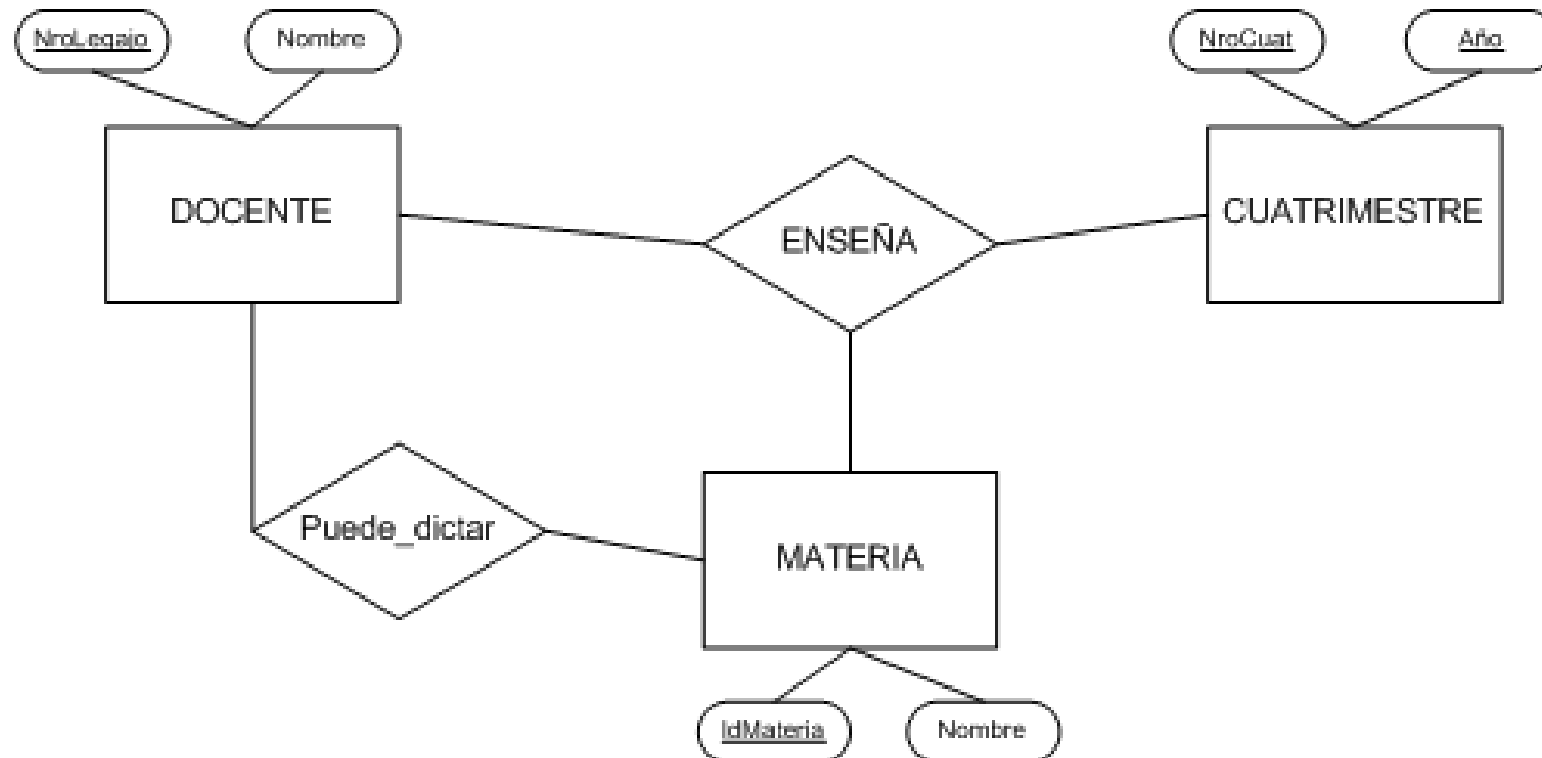 NroLegajo
Nombre
NroCuat
Año
DOCENTE
ENSEÑA
CUATRIMESTRE
Puede_dictar
MATERIA
IdMateria
Nombre